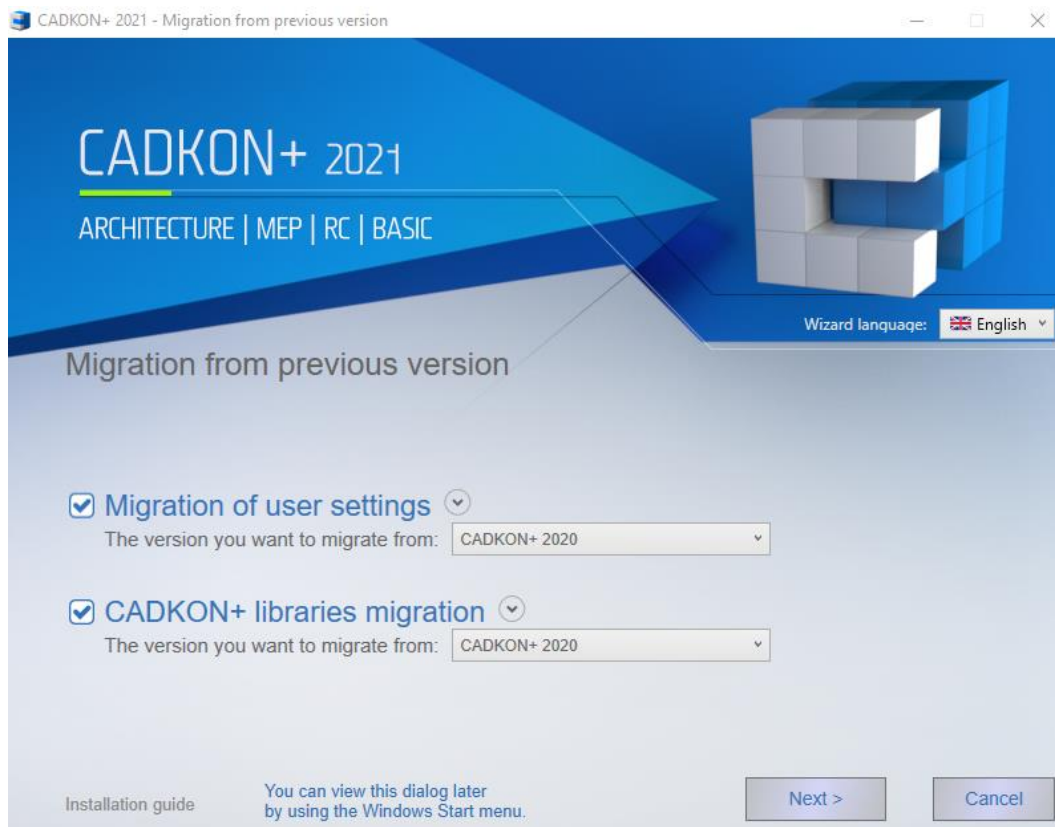 CADKON+ 2021 - Migration from previous version
CADKON+ 2021
ARCHITECTURE | MEP | RC | BASIC
Wizard language: English
Migration from previous version
Migration of user settings
The version you want to migrate from: CADKON+ 2020
CADKON+ libraries migration
The version you want to migrate from: CADKON+ 2020
Installation guide
You can view this dialog later
by using the Windows Start menu.
Next >
Cancel